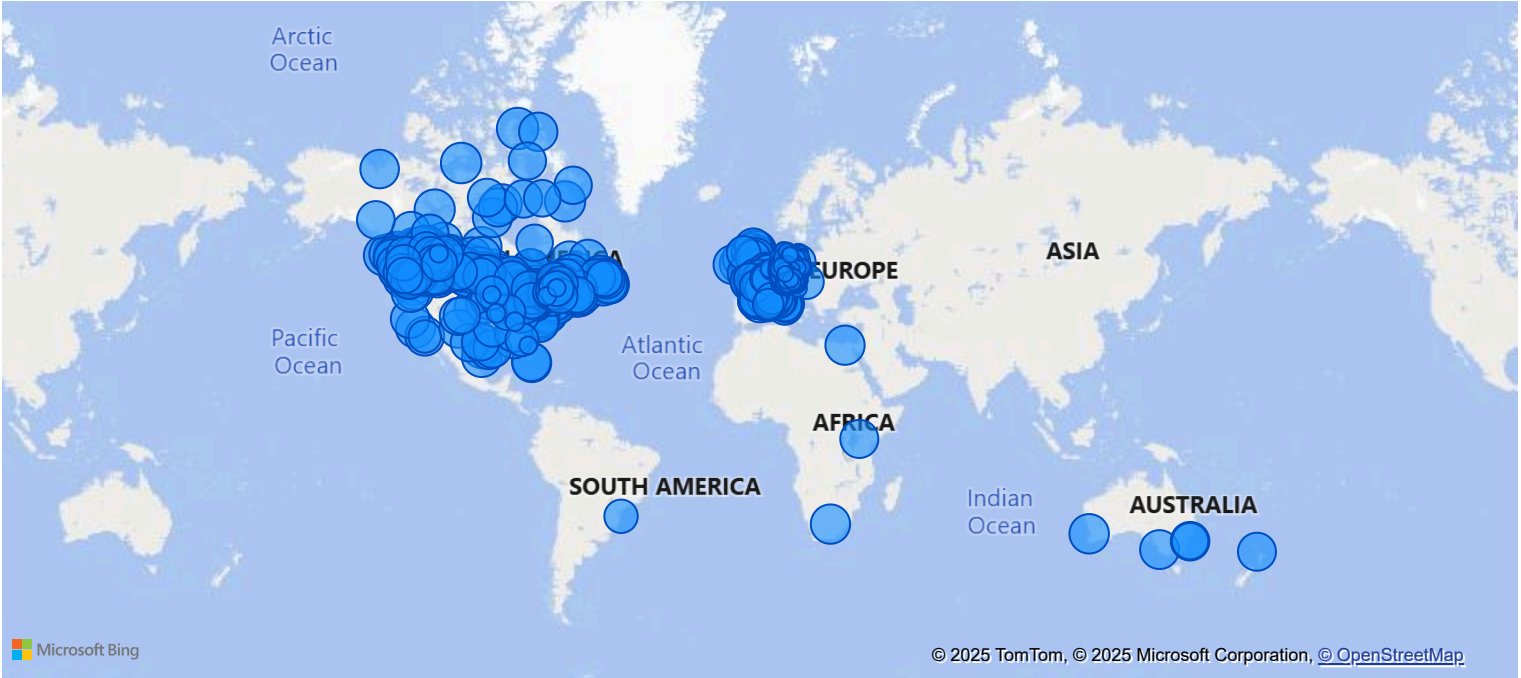 Arctic
Ocean
ASIA
EUROPE
Pacific
Ocean
Atlantic
Ocean
AFRICA
SOUTH AMERICA
Indian
Ocean
AUSTRALIA
Microsoft Bing
© 2025 TomTom, © 2025 Microsoft Corporation, © OpenStreetMap